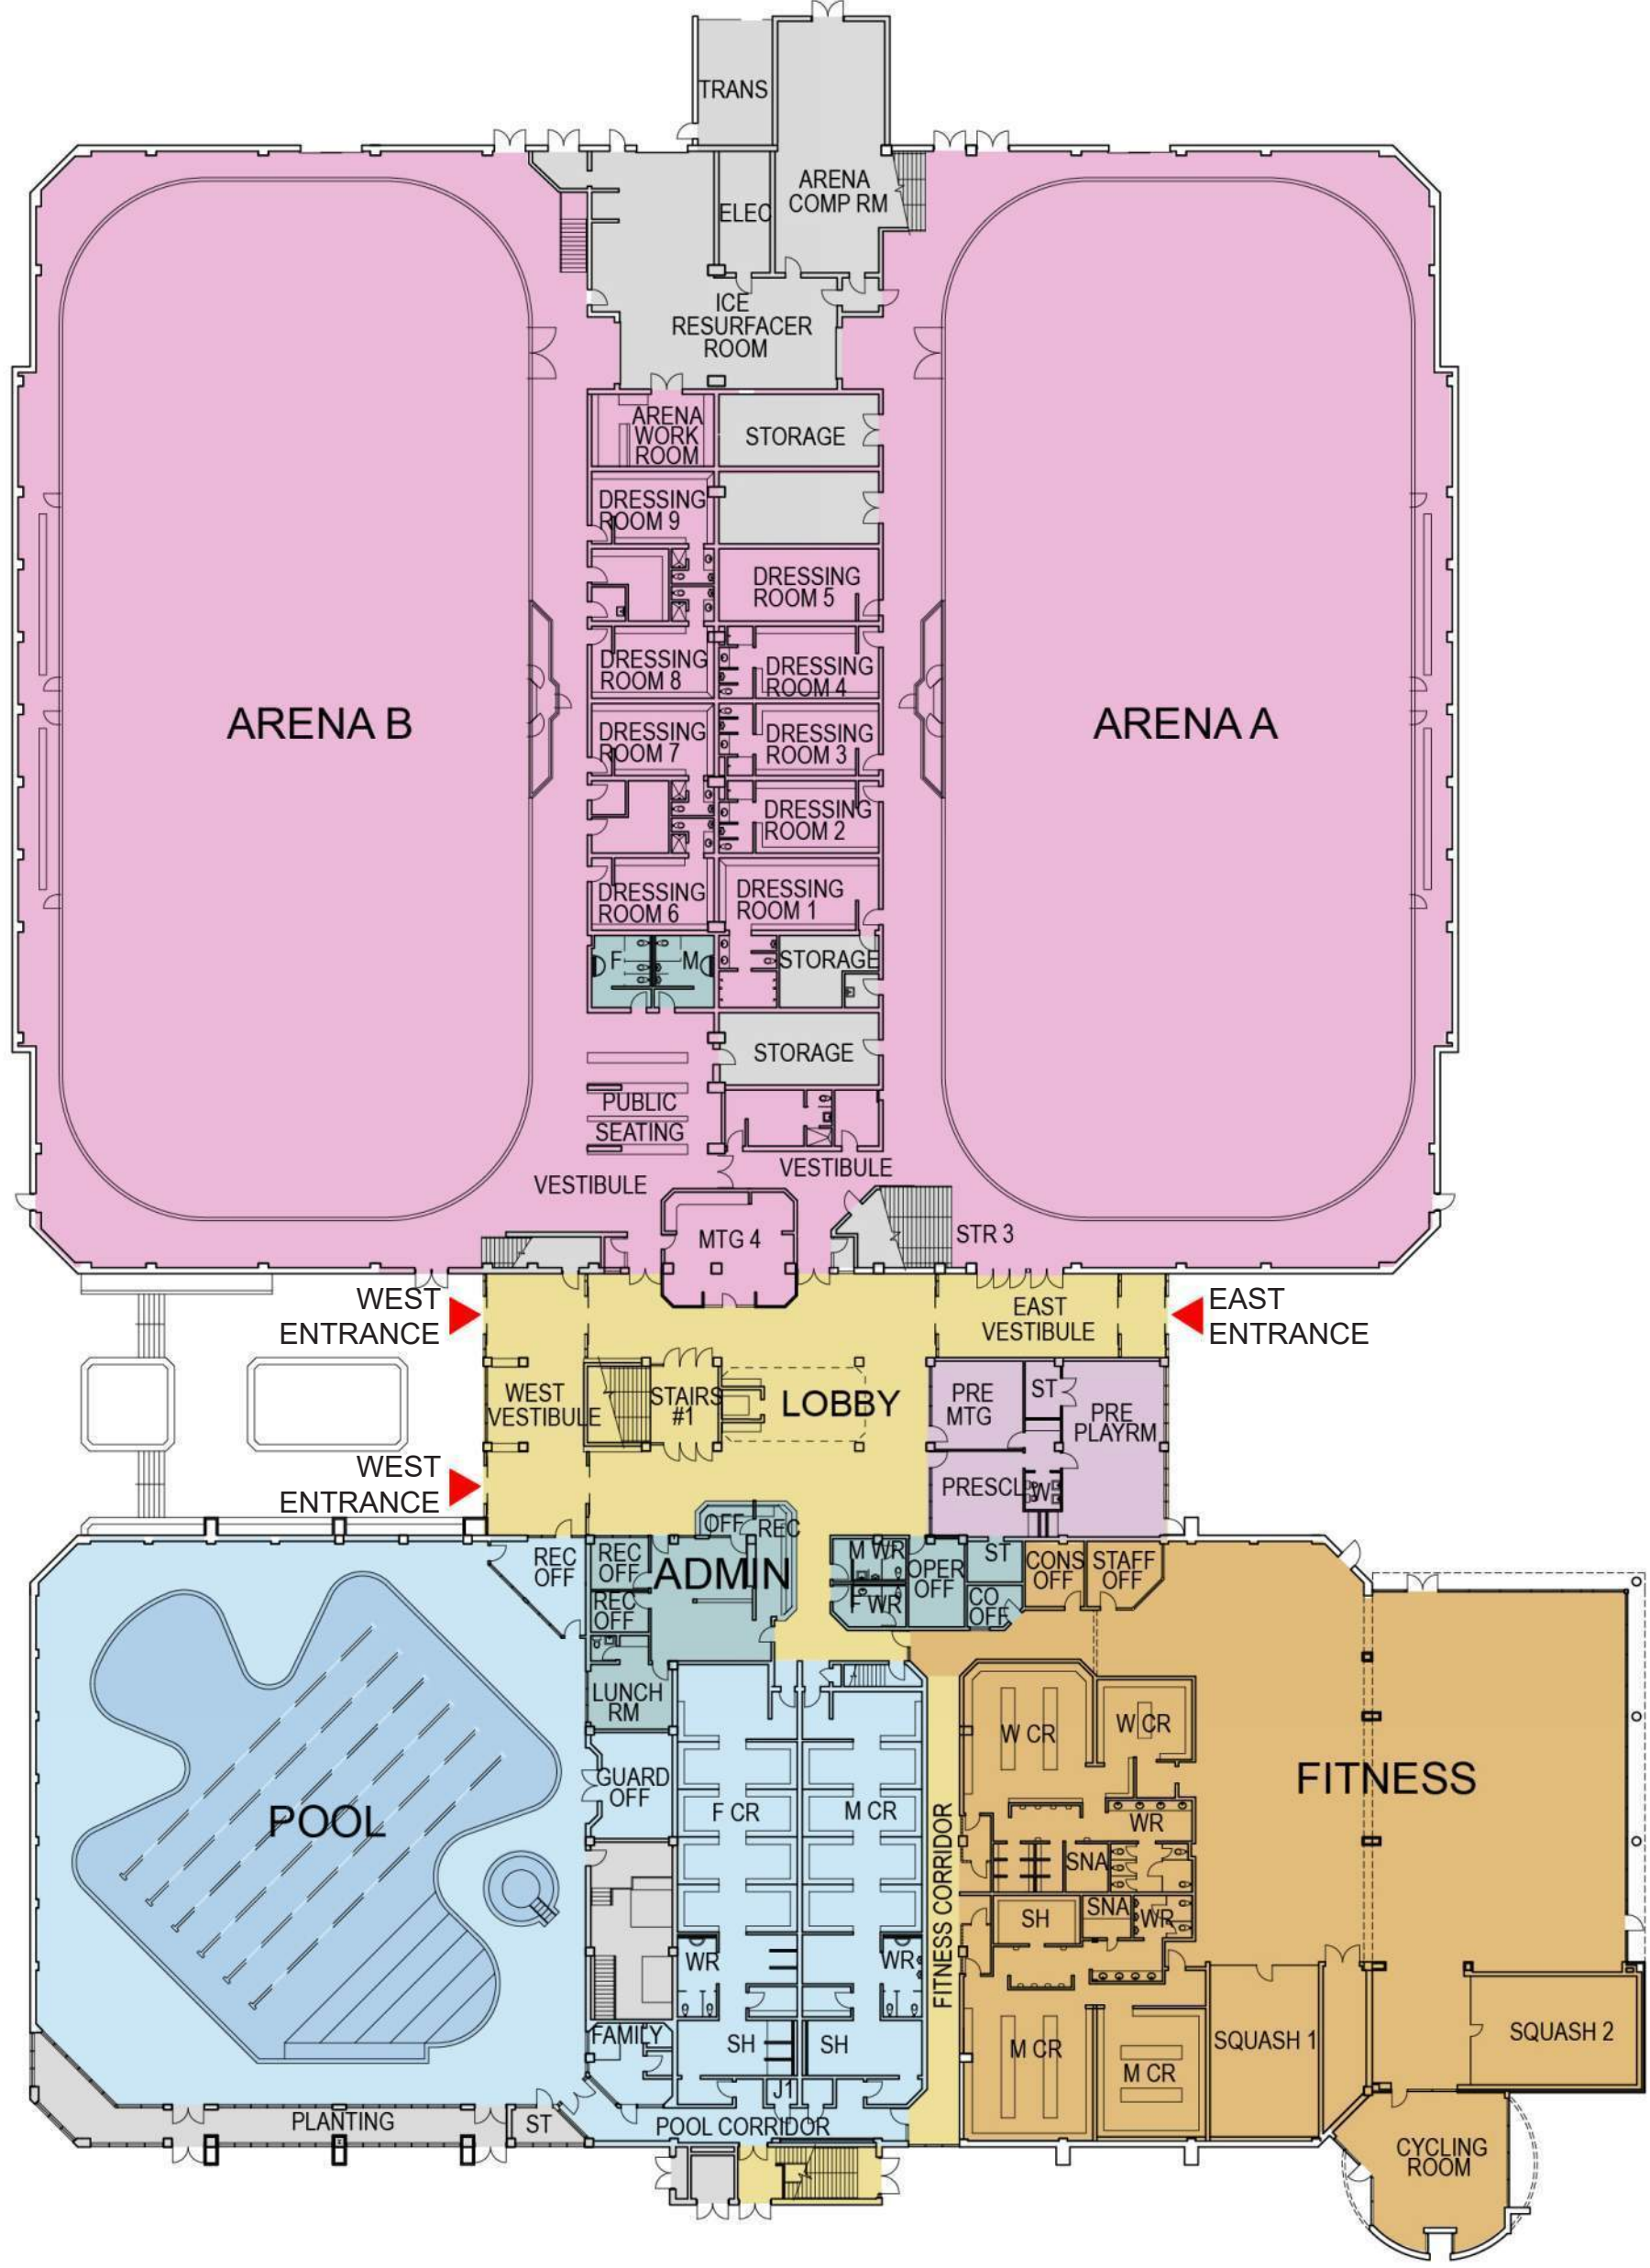 TRANS
ARENA
COMP RM
ELEC
ICE
RESURFACER
ROOM
ARENA
WORK
ROOM
STORAGE
DRESSING
ROOM 9
DRESSING
ROOM 5
DRESSING
ROOM 8
DRESSING
ROOM 4
ARENA B
DRESSING
ROOM 7
DRESSING
ROOM 3
ARENA A
DRESSING
ROOM 2
DRESSING
ROOM 6
DRESSING
ROOM 1
F
M
STORAGE
STORAGE
PUBLIC
SEATING
VESTIBULE
VESTIBULE
MTG 4
STR 3
WEST
ENTRANCE
EAST
VESTIBULE
EAST
ENTRANCE
WEST
VESTIBULE
STAIRS
#1
LOBBY
PRE
MTG
ST
PRE
PLAYRM
WEST
ENTRANCE
PRESCL
W
OFF
REC
REC
OFF
REC
OFF
ADMIN
M WR
OPER
OFF
ST
CONS
OFF
STAFF
OFF
REC
OFF
F WR
CO
OFF
LUNCH
RM
W CR
W CR
GUARD
OFF
FITNESS
POOL
F CR
M CR
WR
FITNESS CORRIDOR
SNA
SH
SNA
WR
WR
WR
FAMILY
SH
SH
M CR
M CR
SQUASH 1
SQUASH 2
J1
PLANTING
ST
POOL CORRIDOR
CYCLING
ROOM